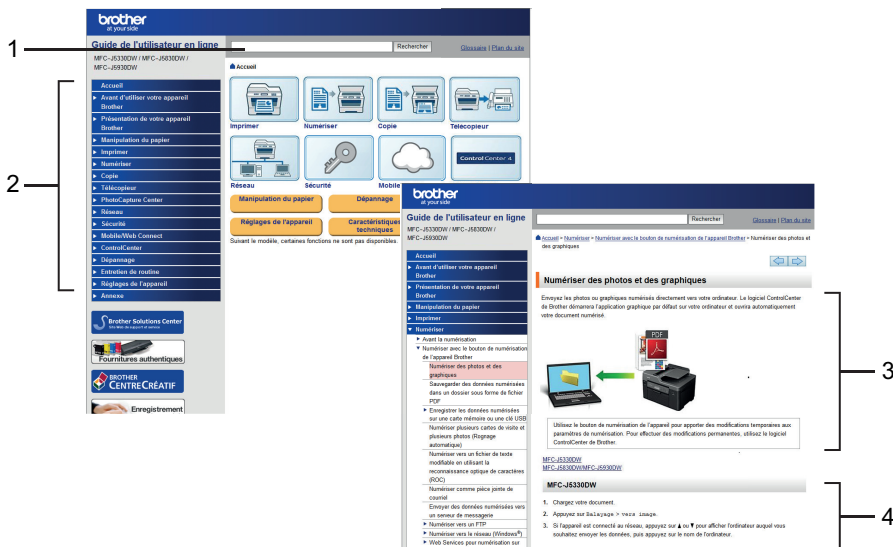 brother
at your side
Guide de l'utilisateur en ligne
MFC-J5330DW / MFC-J5830DW /
MFC-J5930DW
Rechercher
Glossaire | Plan du site
1
Accueil
2
Accueil
Avant d'utiliser votre appareil
Brother
Présentation de votre appareil
Brother
Manipulation du papier
Imprimer
Numériser
Copie
Télécopieur
PhotoCapture Center
Réseau
Sécurité
Mobile/Web Connect
ControlCenter
Dépannage
Entretien de routine
Réglages de l'appareil
Annexe
Brother Solutions Center
Fournitures authentiques
BROTHER
CENTRECRÉATIF
Enregistrement
Imprimer
Numériser
Copie
Télécopieur
Réseau
Sécurité
Mobile
Control Center 4
Manipulation du papier
Dépannage
Réglages de l'appareil
Caractéristiques
techniques
Suivant le modèle, certaines fonctions ne sont pas disponibles.
brother
at your side
Guide de l'utilisateur en ligne
MFC-J5330DW / MFC-J5830DW /
MFC-J5930DW
Rechercher
Glossaire | Plan du site
Accueil
Avant d'utiliser votre appareil
Brother
Présentation de votre appareil
Brother
Manipulation du papier
Imprimer
Numériser
Avant la numérisation
Numériser avec le bouton de numérisation
de l'appareil Brother
Numériser des photos et des
graphiques
Sauvegarder des données numérisées
dans un dossier sous forme de fichier
PDF
Enregistrer les données numérisées
sur une carte mémoire ou une clé USB
Numériser plusieurs cartes de visite et
plusieurs photos (Rognage
automatique)
Numériser vers un fichier de texte
modifiable en utilisant la
reconnaissance optique de caractères
(ROC)
Numériser comme pièce jointe de
courriel
Envoyer des données numérisées vers
un serveur de messagerie
Numériser vers un FTP
Numériser vers le réseau (Windows®)
Web Services pour numérisation sur
Accueil > Numériser > Numériser avec le bouton de numérisation de l'appareil Brother > Numériser des photos et
des graphiques
Numériser des photos et des graphiques
3
Envoyez les photos ou graphiques numérisés directement vers votre ordinateur. Le logiciel ControlCenter
de Brother démarrera l'application graphique par défaut sur votre ordinateur et ouvrira automatiquement
votre document numérisé.
PDF
Utilisez le bouton de numérisation de l'appareil pour apporter des modifications temporaires aux
paramètres de numérisation. Pour effectuer des modifications permanentes, utilisez le logiciel
ControlCenter de Brother.
MFC-J5330DW
MFC-J5830DW/MFC-J5930DW
MFC-J5330DW
4
1. Chargez votre document.
2. Appuyez sur Balayage > vers image.
3. Si l'appareil est connecté au réseau, appuyez sur ▲ ou ▼ pour afficher l'ordinateur auquel vous
souhaitez envoyer les données, puis appuyez sur le nom de l'ordinateur.